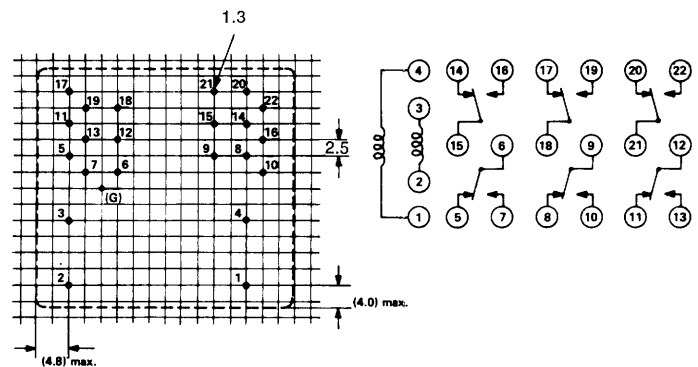 1.3
17 21 20
19 18 22
11 15 14
13 12 16
2.5
5 9 8
7 6 10
(G)
3 4
2 1
(4.0) max.
(4.8) max.
4 14 16 17 19 20 22
3
15 6 18 9 21 12
2
1 5 7 8 10 11 13